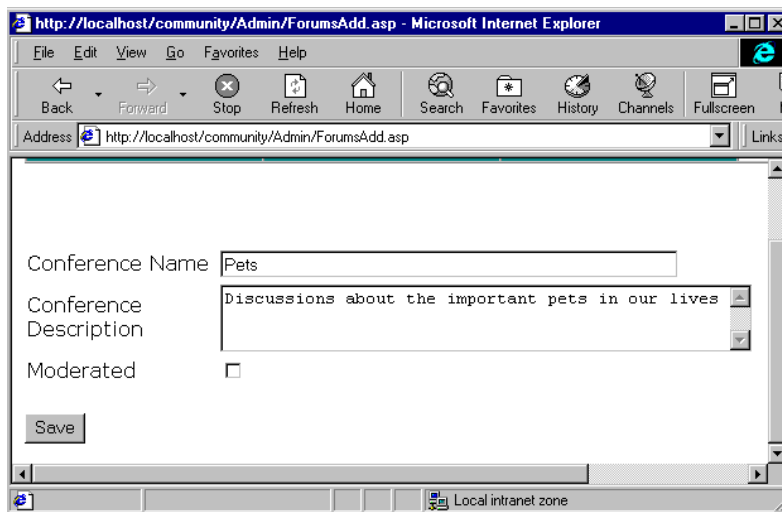 http://localhost/community/Admin/ForumsAdd.asp - Microsoft Internet Explorer
File Edit View Go Favorites Help
Back Forward Stop Refresh Home Search Favorites History Channels Fullscreen
Address http://localhost/community/Admin/ForumsAdd.asp Links
Conference Name Pets
Conference Description
Discussions about the important pets in our lives
Moderated
Save
Local intranet zone